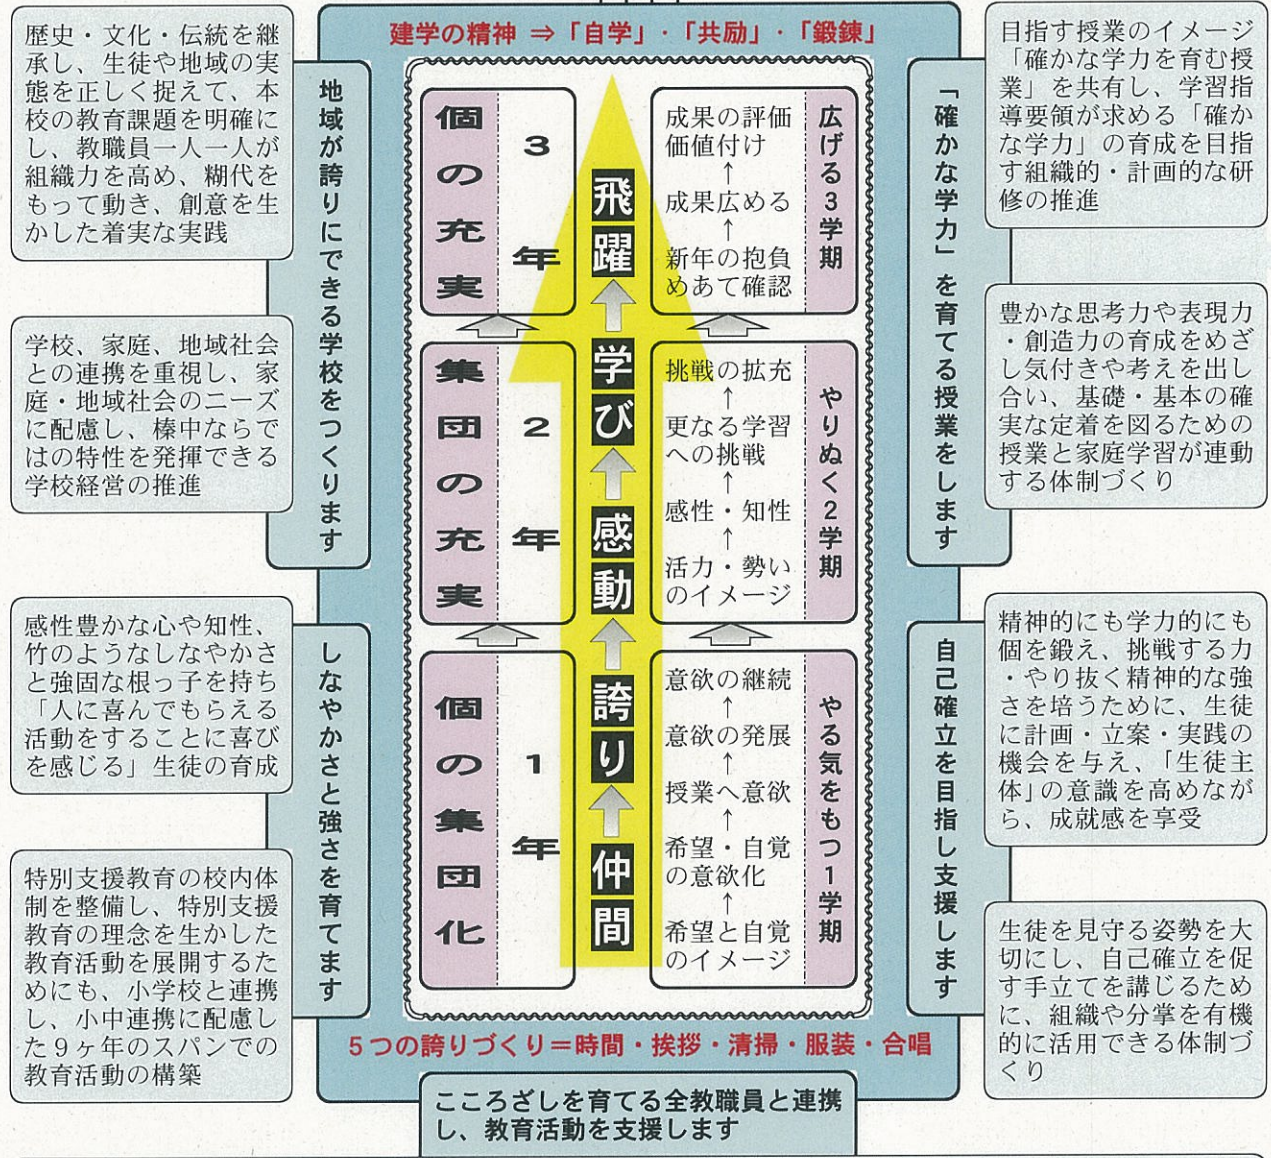 建学の精神 ⇒「自学」・「共励」・「鍛錬」
歴史・文化・伝統を継
承し、生徒や地域の実
態を正しく捉えて、本
校の教育課題を明確に
し、教職員一人一人が
組織力を高め、糊代を
もって動き、創意を生
かした着実な実践
学校、家庭、地域社会
との連携を重視し、家
庭・地域社会のニーズ
に配慮し、榛中ならで
はの特性を発揮できる
学校経営の推進
地域が誇りにできる学校をつくります
感性豊かな心や知性、
竹のようなしなやかさ
と強固な根っ子を持ち
「人に喜んでもらえる
活動をすることに喜び
を感じる」生徒の育成
特別支援教育の校内体
制を整備し、特別支援
教育の理念を生かした
教育活動を展開するた
めにも、小学校と連携
し、小中連携に配慮し
た９ヶ年のスパンでの
教育活動の構築
しなやかさと強さを育てます
個の充実
３年
集団の充実
２年
個の集団化
１年
飛躍
学び
感動
誇り
仲間
成果の評価
価値付け
↑
成果広める
↑
新年の抱負
めあて確認
広げる３学期
挑戦の拡充
↑
更なる学習
への挑戦
↑
感性・知性
↑
活力・勢い
のイメージ
やりぬく２学期
意欲の継続
↑
意欲の発展
↑
授業へ意欲
↑
希望・自覚
の意欲化
↑
希望と自覚
のイメージ
やる気をもつ１学期
「確かな学力」を育てる授業をします
目指す授業のイメージ
「確かな学力を育む授
業」を共有し、学習指
導要領が求める「確か
な学力」の育成を目指
す組織的・計画的な研
修の推進
豊かな思考力や表現力
・創造力の育成をめざ
し気付きや考えを出し
合い、基礎・基本の確
実な定着を図るための
授業と家庭学習が連動
する体制づくり
自己確立を目指し支援します
精神的にも学力的にも
個を鍛え、挑戦する力
・やり抜く精神的な強
さを培うために、生徒
に計画・立案・実践の
機会を与え、「生徒主
体」の意識を高めなが
ら、成就感を享受
生徒を見守る姿勢を大
切にし、自己確立を促
す手立てを講じるため
に、組織や分掌を有機
的に活用できる体制づ
くり
５つの誇りづくり＝時間・挨拶・清掃・服装・合唱
こころざしを育てる全教職員と連携
し、教育活動を支援します